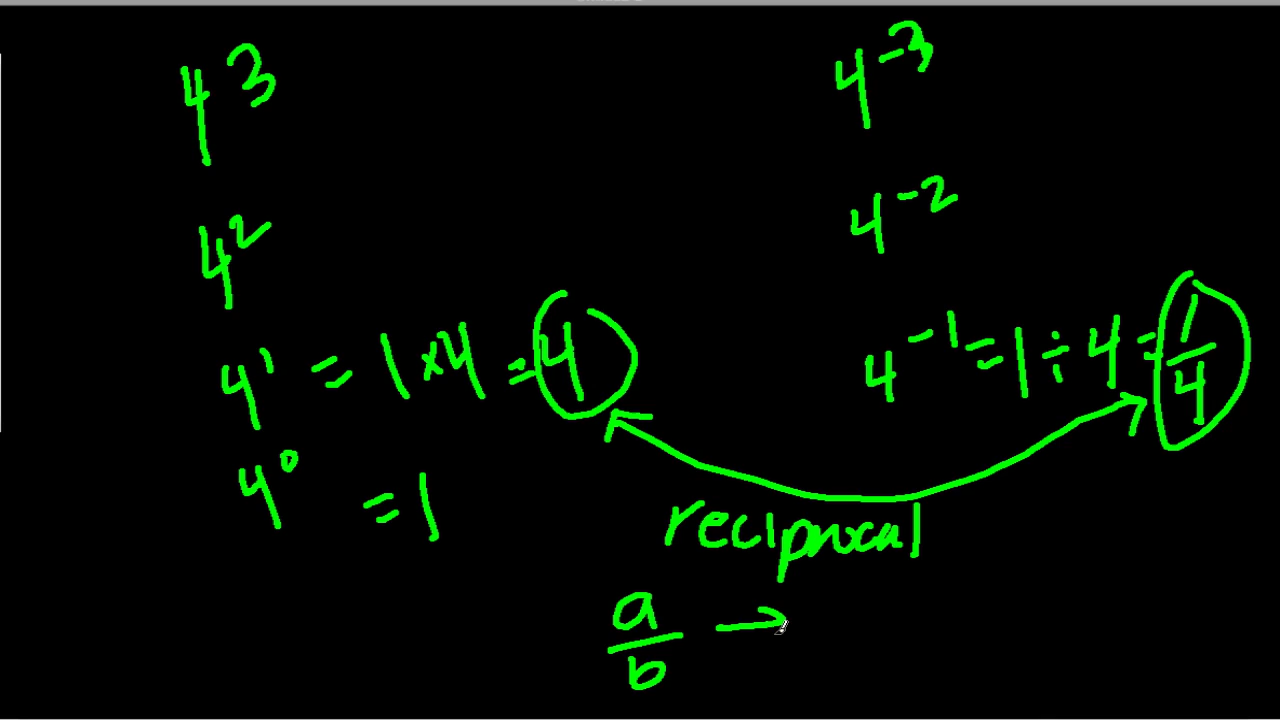 4³ 4⁻³
4² 4⁻²
4¹ = 1 × 4 = 4 4⁻¹ = 1 ÷ 4 = 1/4
4⁰ = 1
reciprocal
a/b →